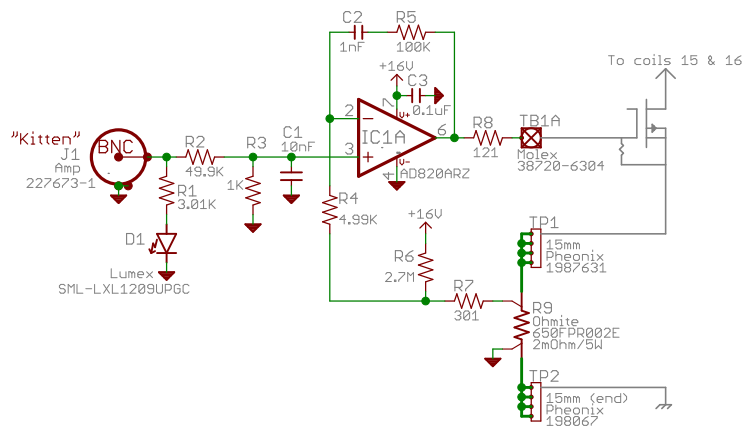 C2
1nF
R5
100K
To coils 15 & 16
+16V
C3
0.1uF
"Kitten"
J1
Amp
227673-1
BNC
R2
49.9K
R3
1K
C1
10nF
2
3
7
V+
IC1A
6
V-
4
AD820ARZ
R8
121
TB1A
Molex
38720-6304
R1
3.01K
R4
4.99K
D1
Lumex
SML-LXL1209UPGC
+16V
R6
2.7M
R7
301
TP1
15mm
Pheonix
1987631
R9
Ohmite
650FPR002E
2mOhm/5W
TP2
15mm (end)
Pheonix
198067